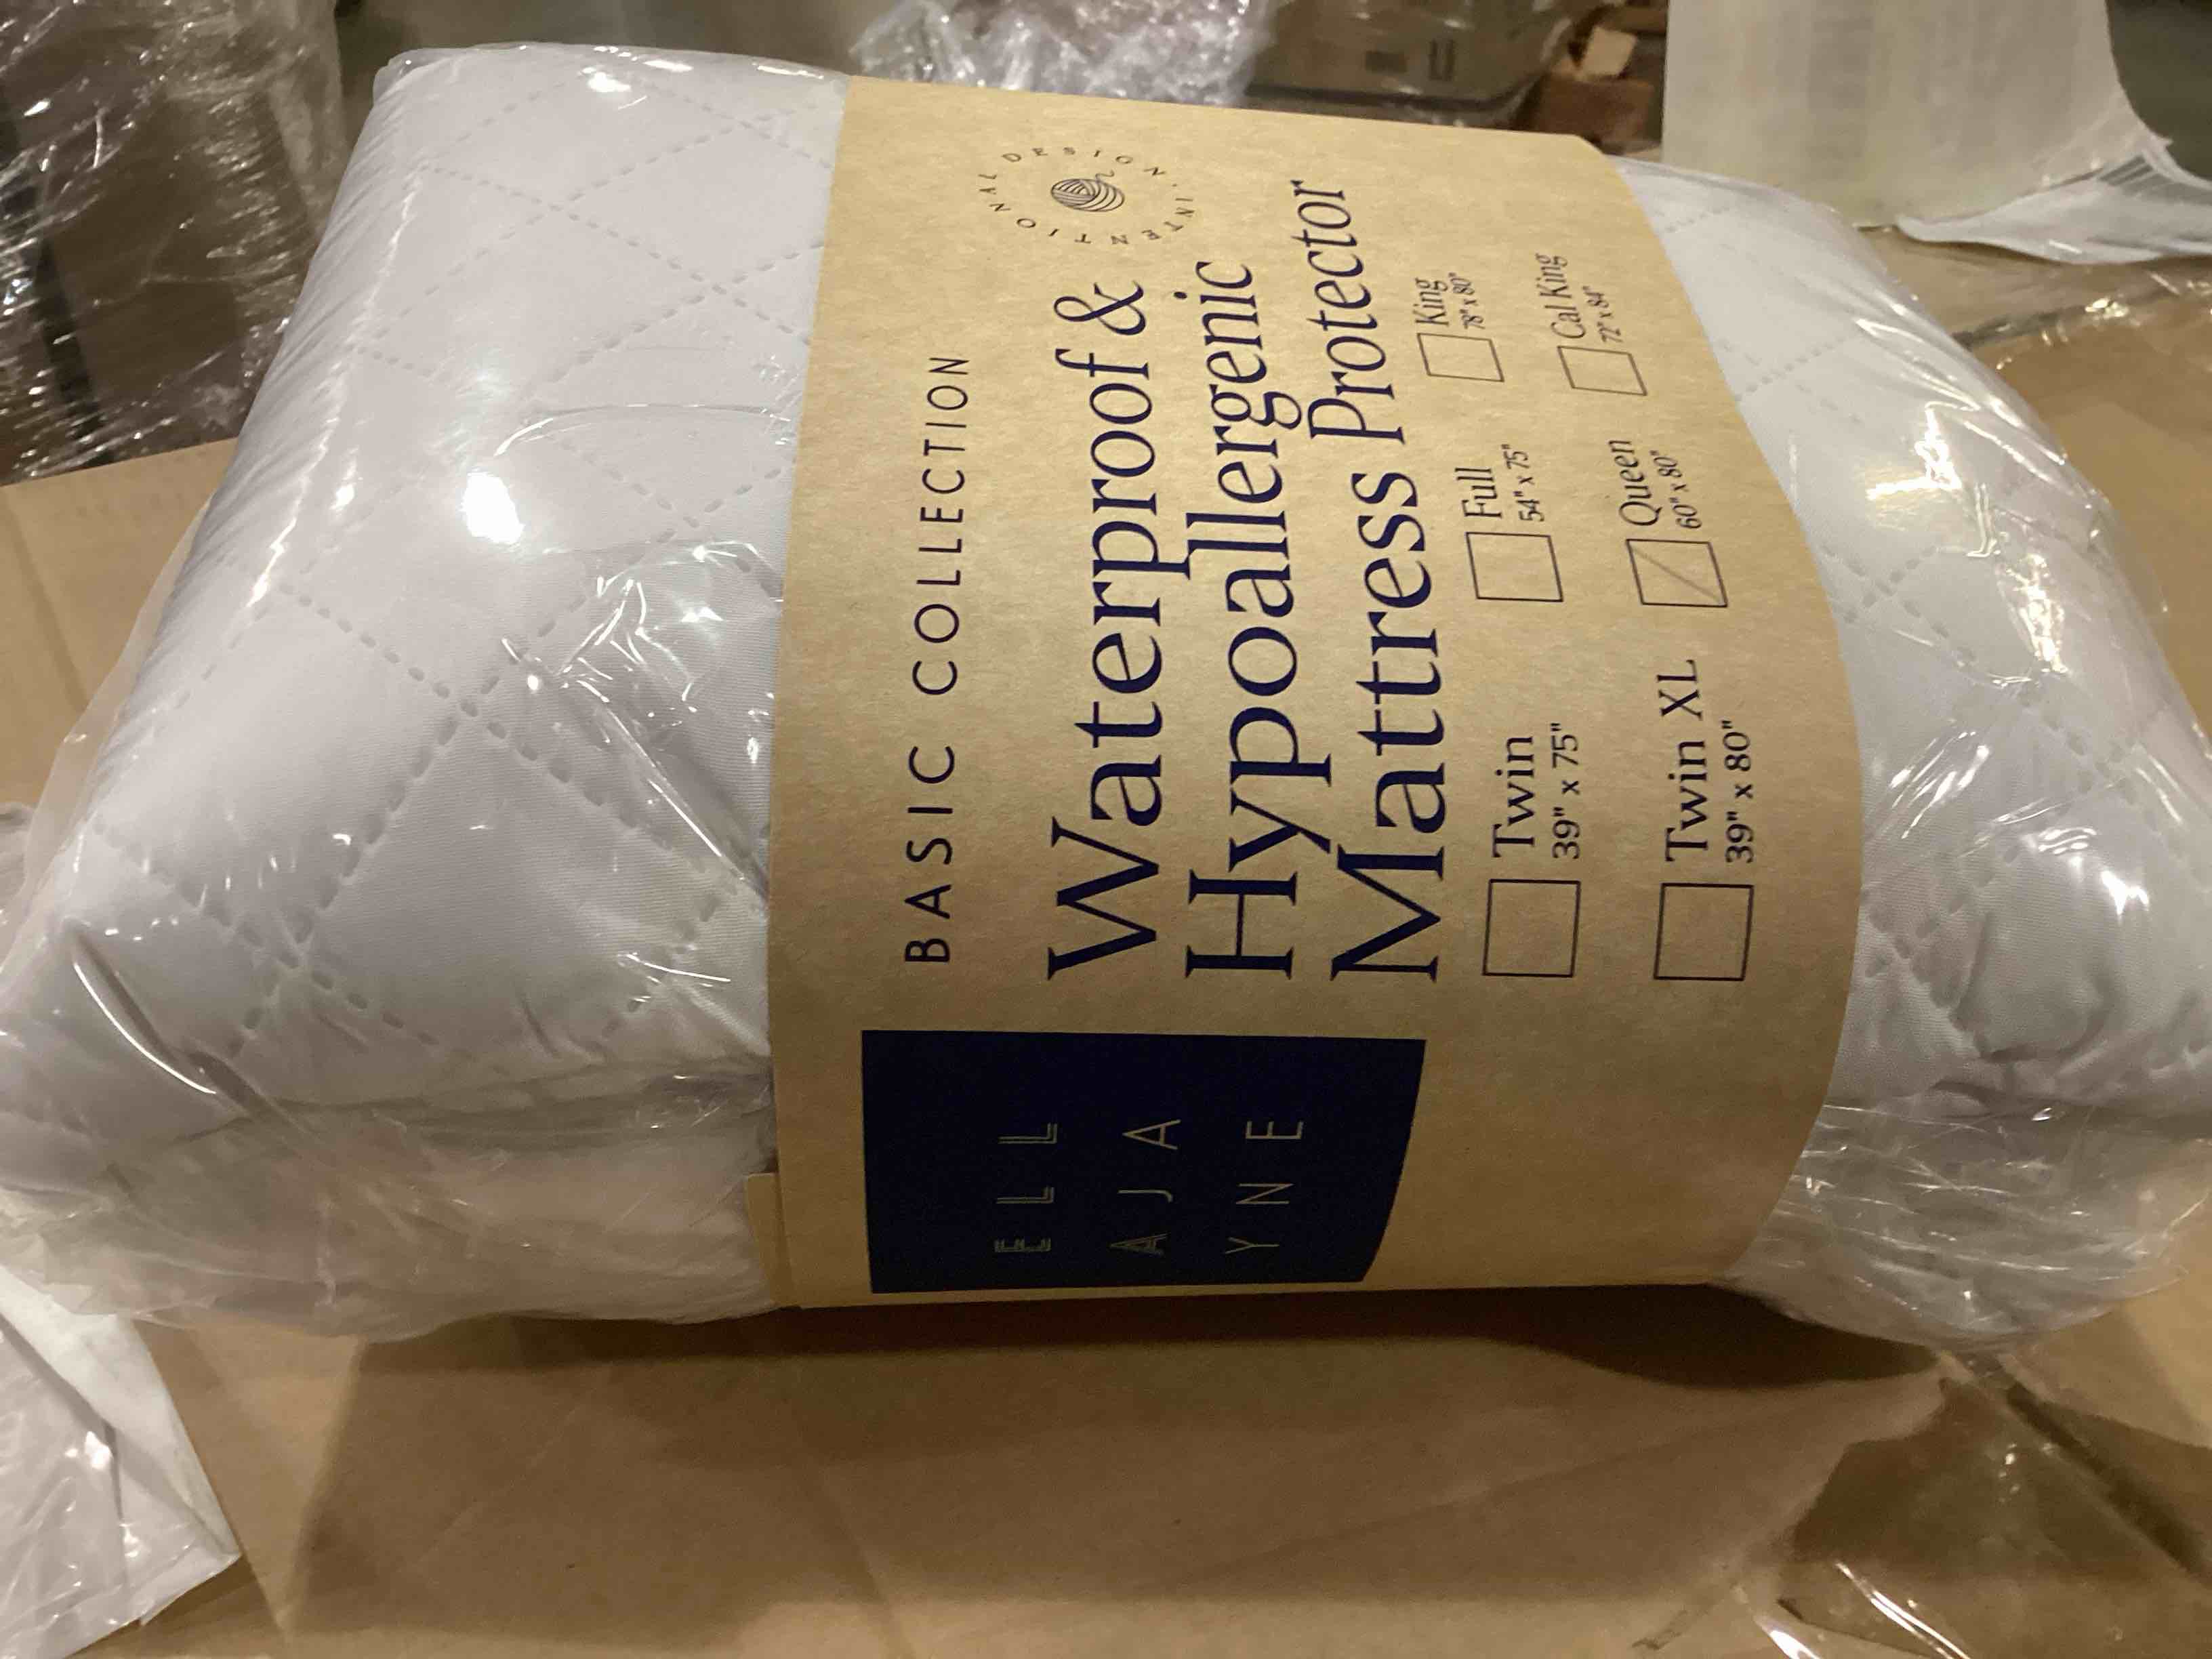 ELL
AJA
YNE
BASIC COLLECTION
Waterproof &
Hypoallergenic
Mattress Protector
Twin
39" x 75"
Full
54" x 75"
King
78" x 80"
Twin XL
39" x 80"
Queen
60" x 80"
Cal King
72" x 84"
INTENTIONAL DESIGN.